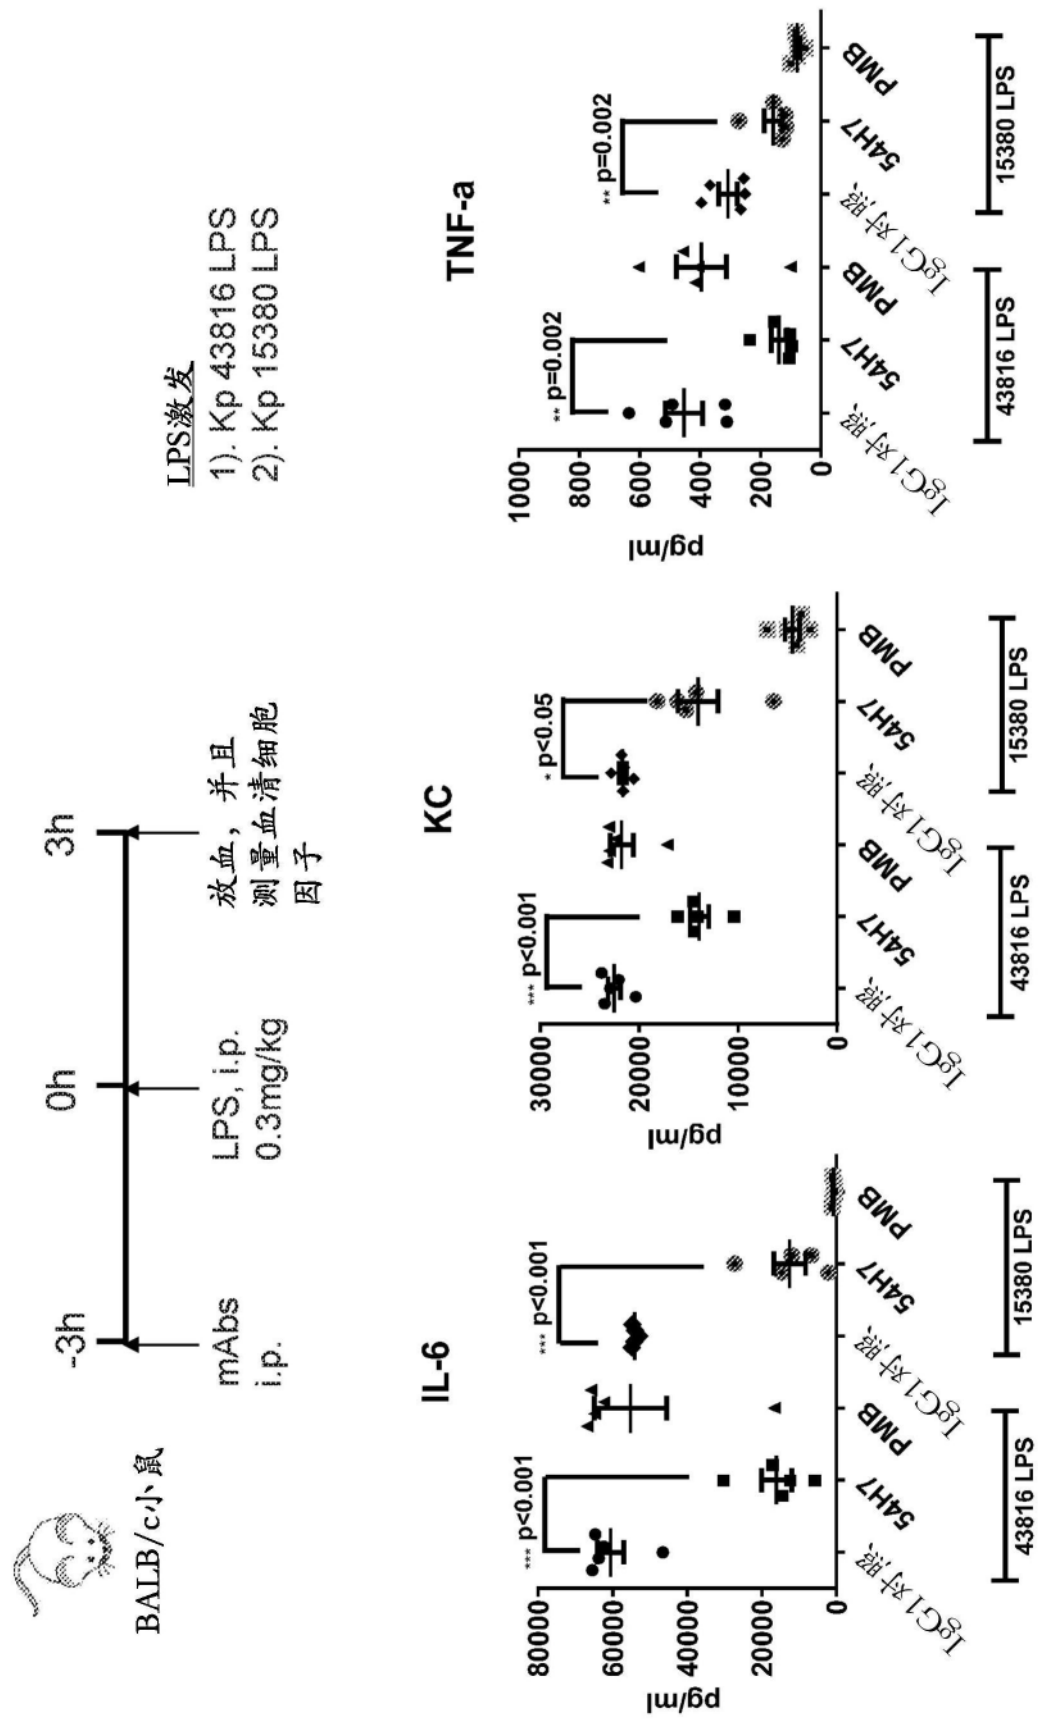 BALB/c小鼠
-3h
0h
3h
mAbs
i.p.
LPS, i.p.
0.3mg/kg
放血，并且
测量血清细胞
因子
LPS激发
1). Kp 43816 LPS
2). Kp 15380 LPS
IL-6
pg/ml
80000
60000
40000
20000
0
*** p<0.001
*** p<0.001
IgG1对照
54H7
PMB
IgG1对照
54H7
PMB
43816 LPS
15380 LPS
KC
pg/ml
30000
20000
10000
0
*** p<0.001
* p<0.05
IgG1对照
54H7
PMB
IgG1对照
54H7
PMB
43816 LPS
15380 LPS
TNF-a
pg/ml
1000
800
600
400
200
0
** p=0.002
** p=0.002
IgG1对照
54H7
PMB
IgG1对照
54H7
PMB
43816 LPS
15380 LPS